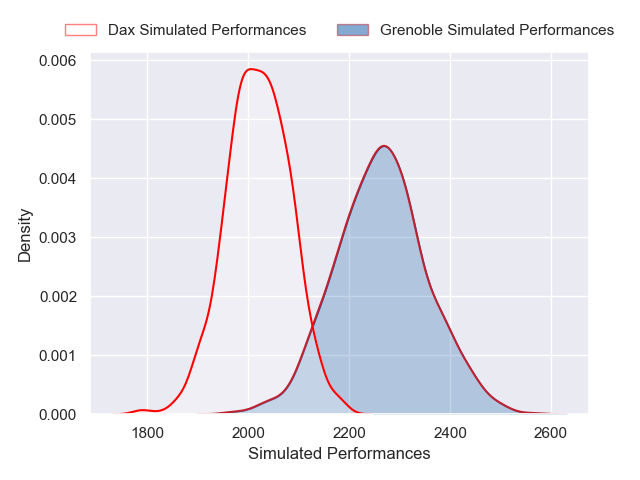 Dax Simulated Performances Grenoble Simulated Performances
0.006
0.005
0.004
0.003
0.002
0.001
0.000
Density
1800 2000 2200 2400 2600
Simulated Performances